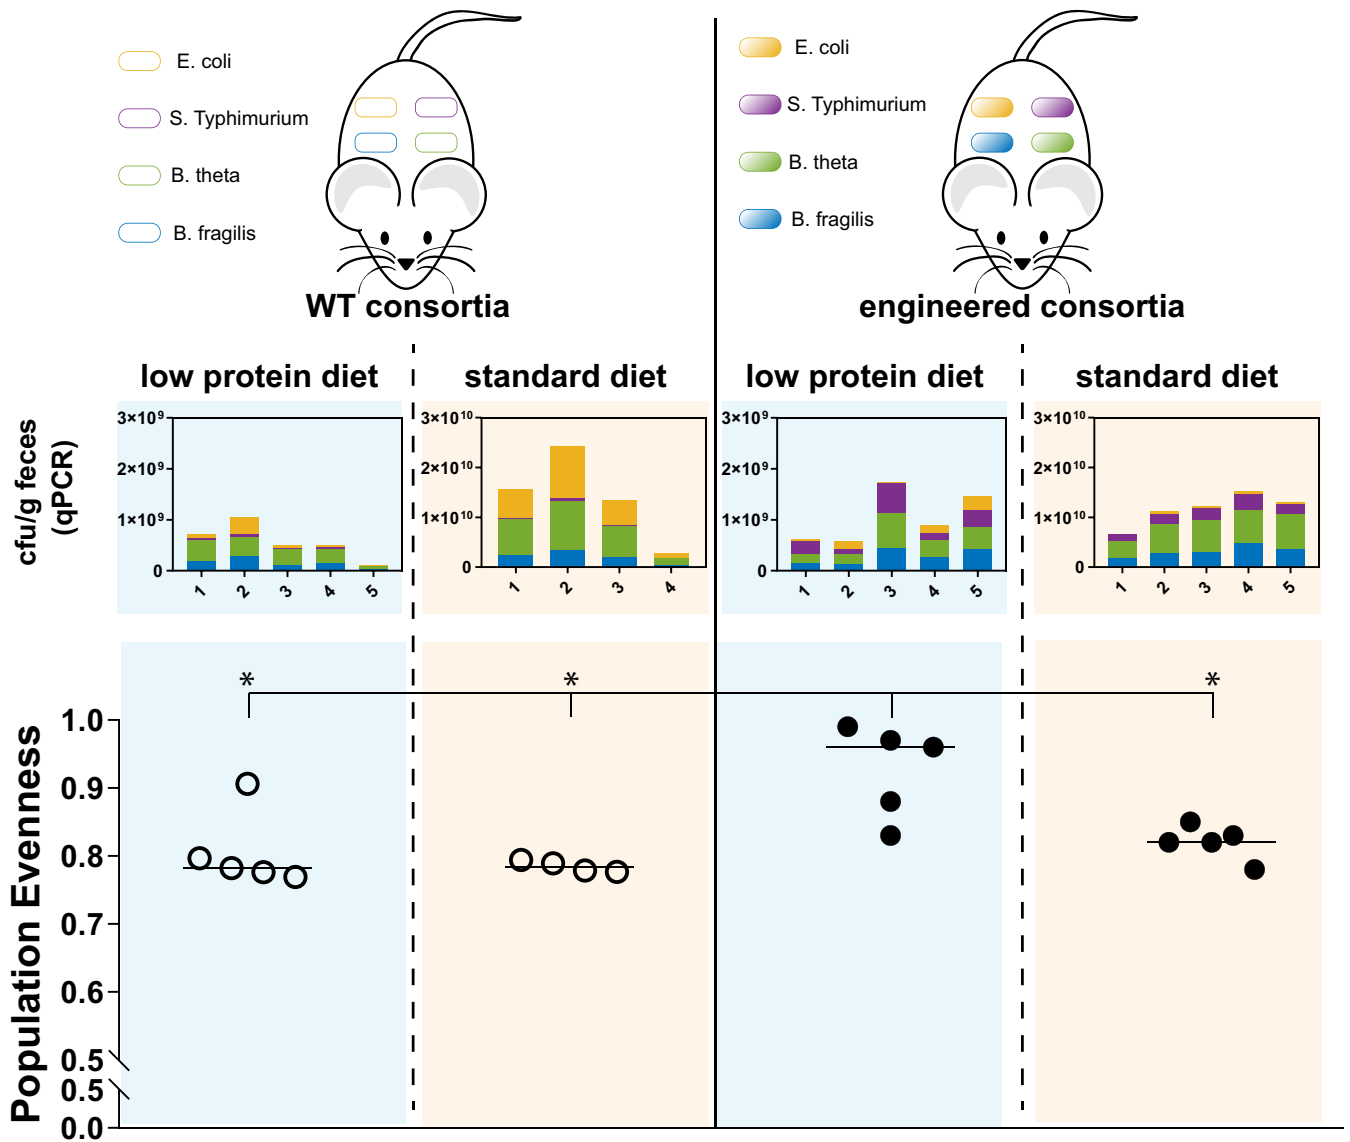 E. coli
S. Typhimurium
B. theta
B. fragilis
WT consortia
E. coli
S. Typhimurium
B. theta
B. fragilis
engineered consortia
low protein diet
standard diet
low protein diet
standard diet
cfu/g feces
(qPCR)
3×10⁹
2×10⁹
1×10⁹
0
1 2 3 4 5
3×10¹⁰
2×10¹⁰
1×10¹⁰
0
1 2 3 4
3×10⁹
2×10⁹
1×10⁹
0
1 2 3 4 5
3×10¹⁰
2×10¹⁰
1×10¹⁰
0
1 2 3 4 5
* * *
Population Evenness
1.0
0.9
0.8
0.7
0.6
0.5
0.5
0.0